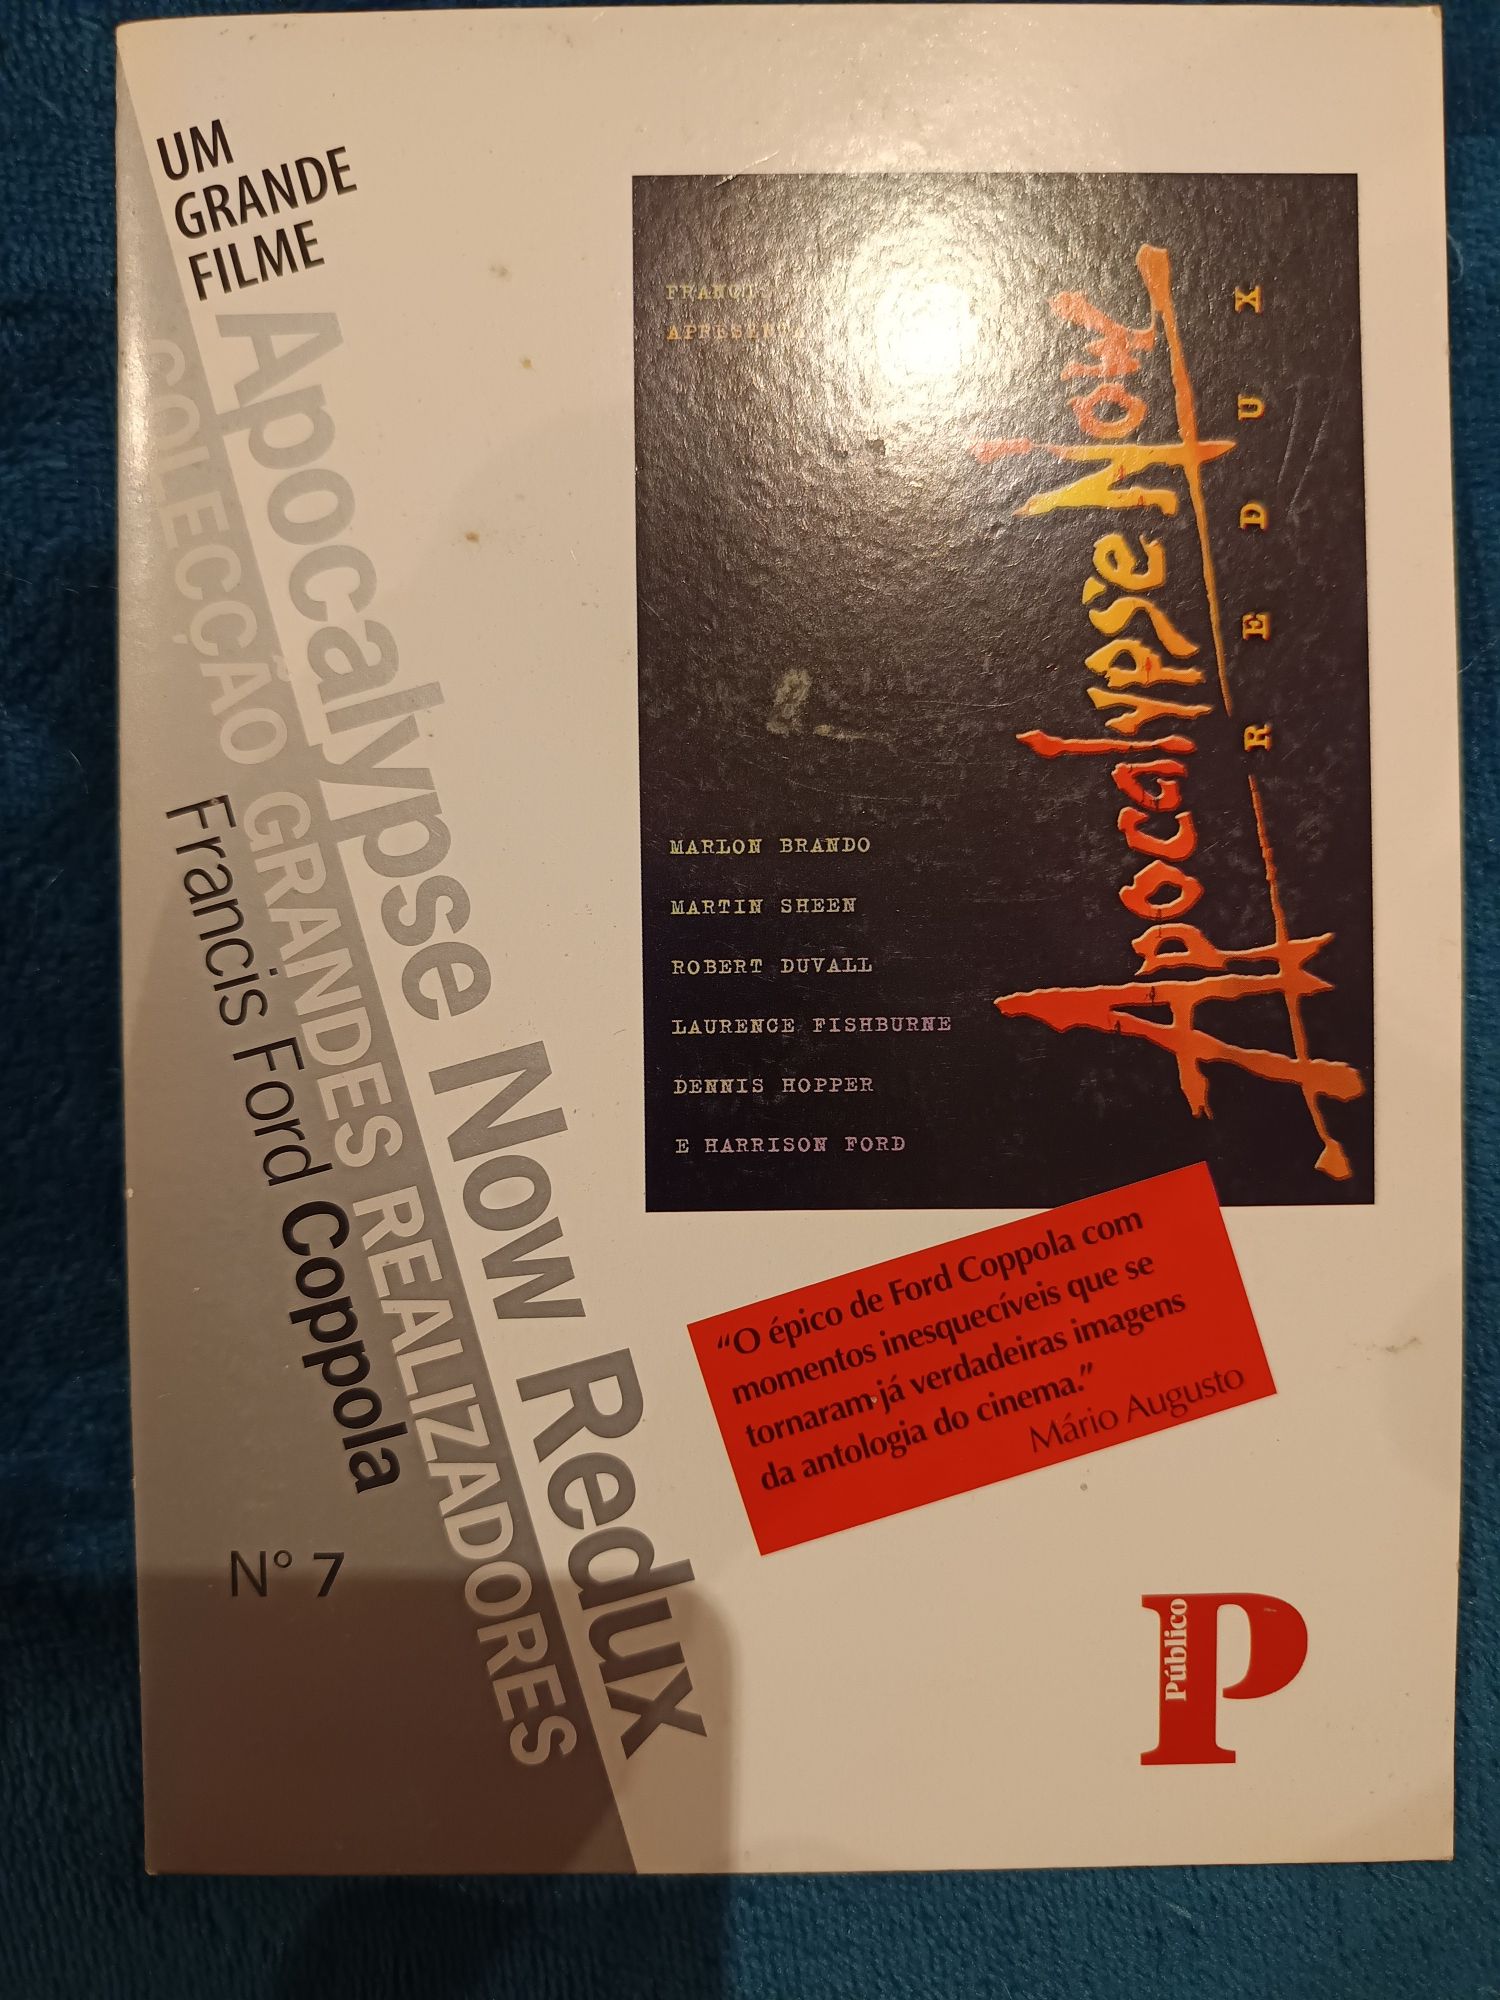 UM
GRANDE
FILME
Apocalypse Now Redux
COLECÇÃO GRANDES REALIZADORES
Francis Ford Coppola
Nº 7
APRESENTA
Apocalypse Now
REDUX
MARLON BRANDO
MARTIN SHEEN
ROBERT DUVALL
LAURENCE FISHBURNE
DENNIS HOPPER
E HARRISON FORD
“O épico de Ford Coppola com
momentos inesquecíveis que se
tornaram já verdadeiras imagens
da antologia do cinema.”
Mário Augusto
Público
P